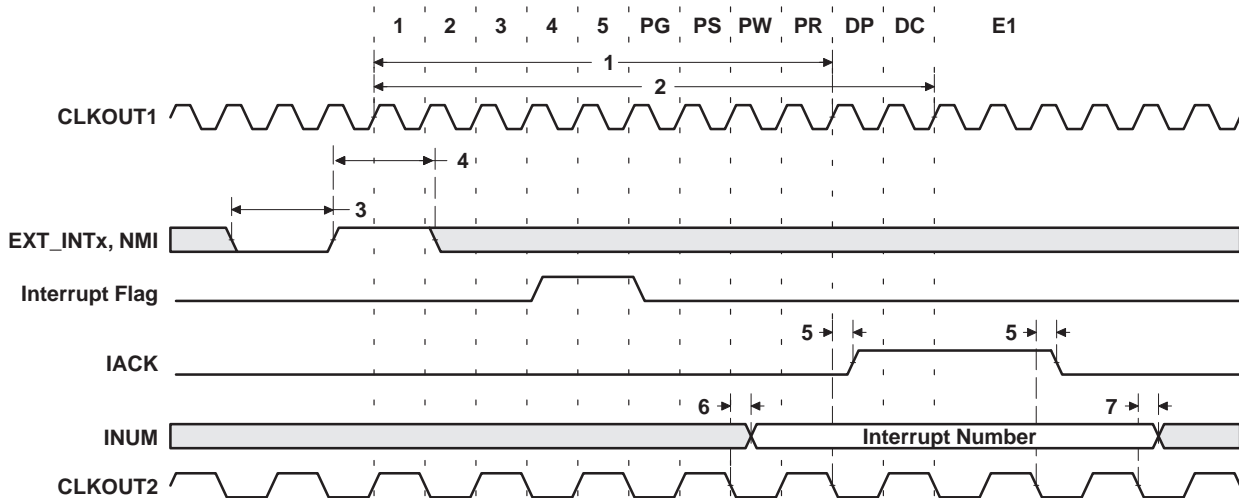 1 2 3 4 5 PG PS PW PR DP DC E1
1
2
CLKOUT1
4
3
EXT_INTx, NMI
Interrupt Flag
5 5
IACK
6 7
INUM Interrupt Number
CLKOUT2